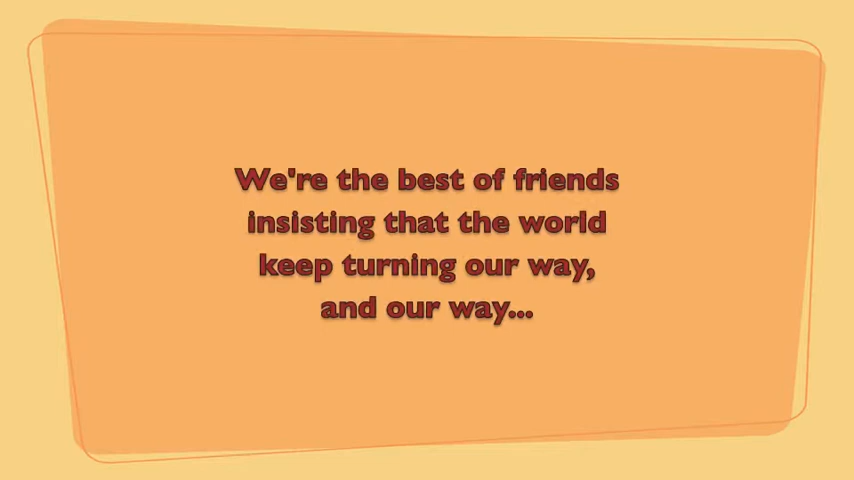 We're the best of friends
insisting that the world
keep turning our way,
and our way...